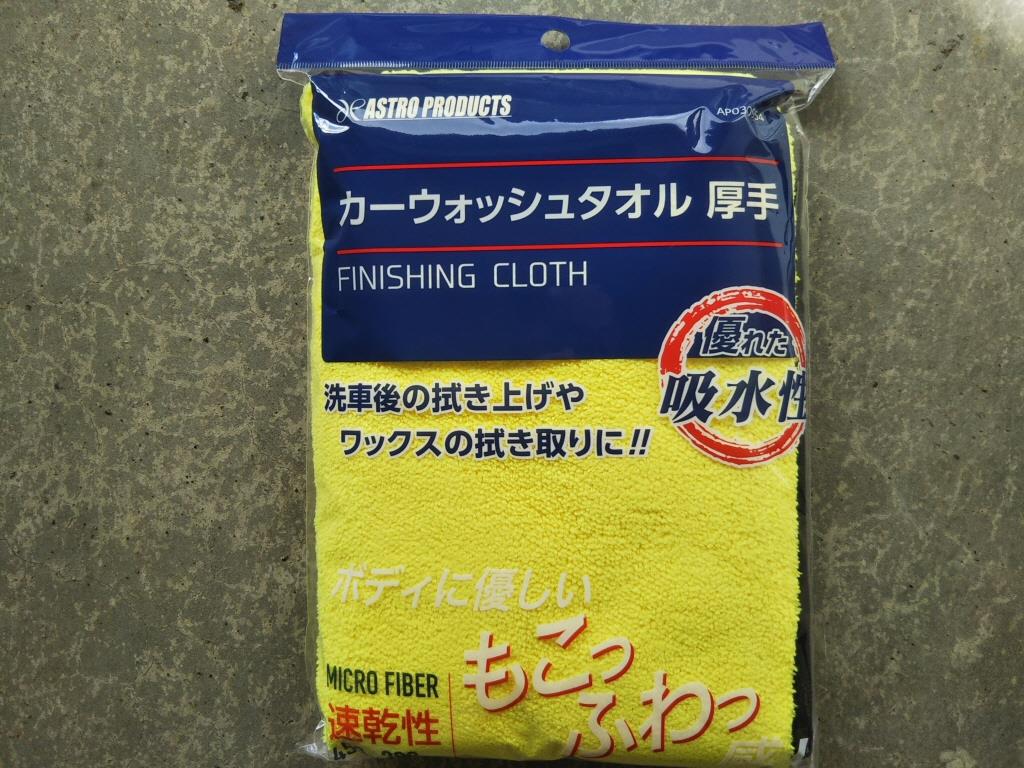 ASTRO PRODUCTS
カーウォッシュタオル 厚手
FINISHING CLOTH
優れた
吸水性
洗車後の拭き上げや
ワックスの拭き取りに!!
ボディに優しい
もこっ
ふわっ
MICRO FIBER
速乾性